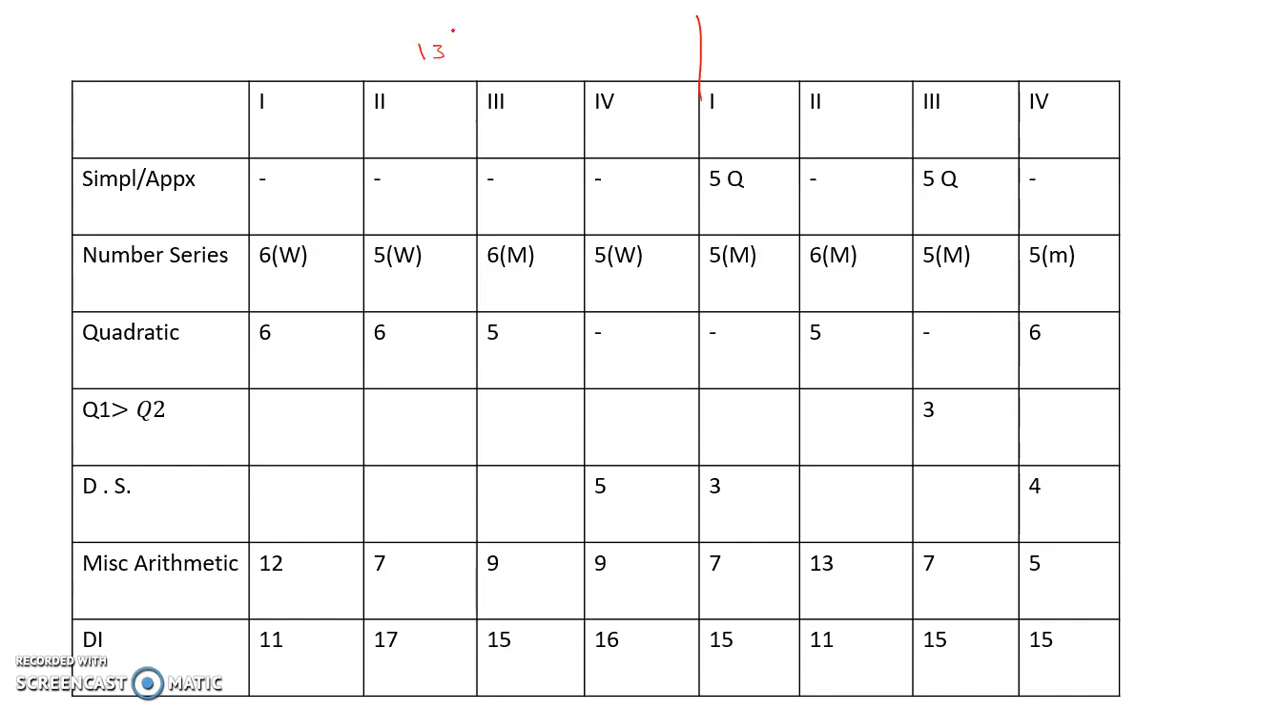 13
I II III IV I II III IV
Simpl/Appx - - - - 5 Q - 5 Q -
Number Series 6(W) 5(W) 6(M) 5(W) 5(M) 6(M) 5(M) 5(m)
Quadratic 6 6 5 - - 5 - 6
Q1> Q2 3
D . S. 5 3 4
Misc Arithmetic 12 7 9 9 7 13 7 5
DI 11 17 15 16 15 11 15 15
RECORDED WITH
SCREENCAST MATIC